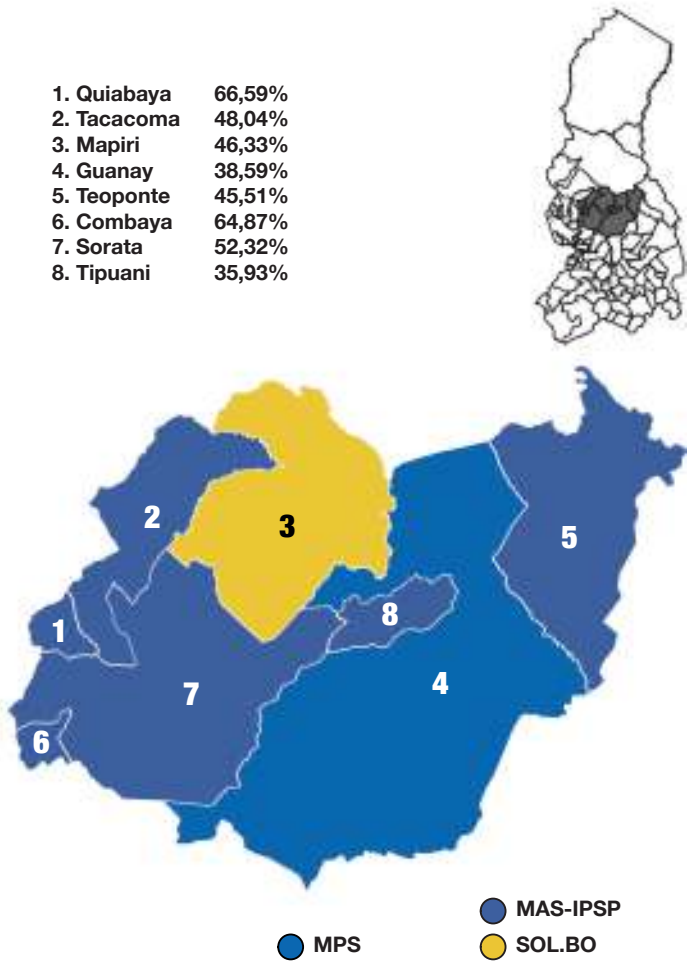 1. Quiabaya 66,59%
2. Tacacoma 48,04%
3. Mapiri 46,33%
4. Guanay 38,59%
5. Teoponte 45,51%
6. Combaya 64,87%
7. Sorata 52,32%
8. Tipuani 35,93%
2
3
5
1
8
7
4
6
MAS-IPSP
MPS SOL.BO